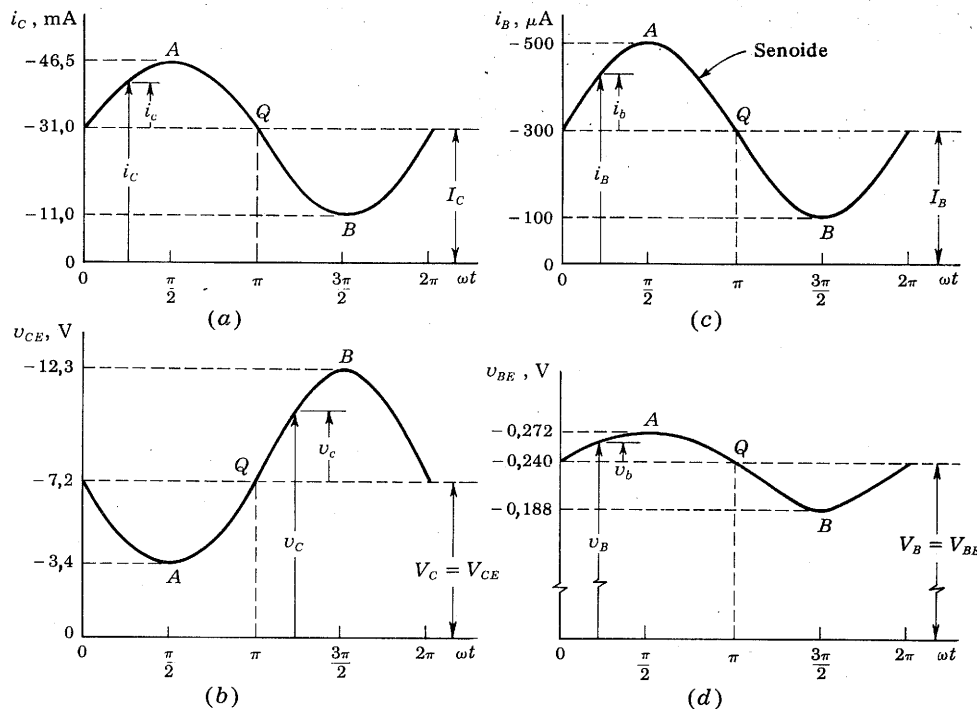 i_C , mA
−46,5
A
i_c
Q
−31,0
i_C
I_C
−11,0
B
0
0
π/2
π
3π/2
2π
ωt
(a)
i_B , μA
−500
A
Senoide
i_b
Q
−300
i_B
I_B
−100
B
0
0
π/2
π
3π/2
2π
ωt
(c)
v_CE, V
−12,3
B
v_c
Q
−7,2
v_C
V_C = V_CE
−3,4
A
0
0
π/2
π
3π/2
2π
ωt
(b)
v_BE , V
A
−0,272
Q
−0,240
v_b
−0,188
B
v_B
V_B = V_BE
0
π/2
π
3π/2
2π
ωt
(d)